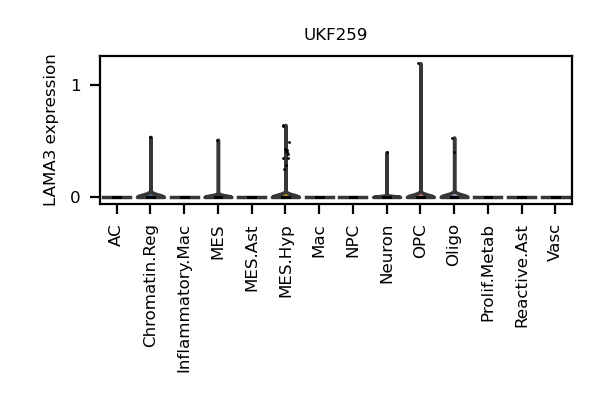 UKF259
LAMA3 expression
1
0
AC
Chromatin.Reg
Inflammatory.Mac
MES
MES.Ast
MES.Hyp
Mac
NPC
Neuron
OPC
Oligo
Prolif.Metab
Reactive.Ast
Vasc